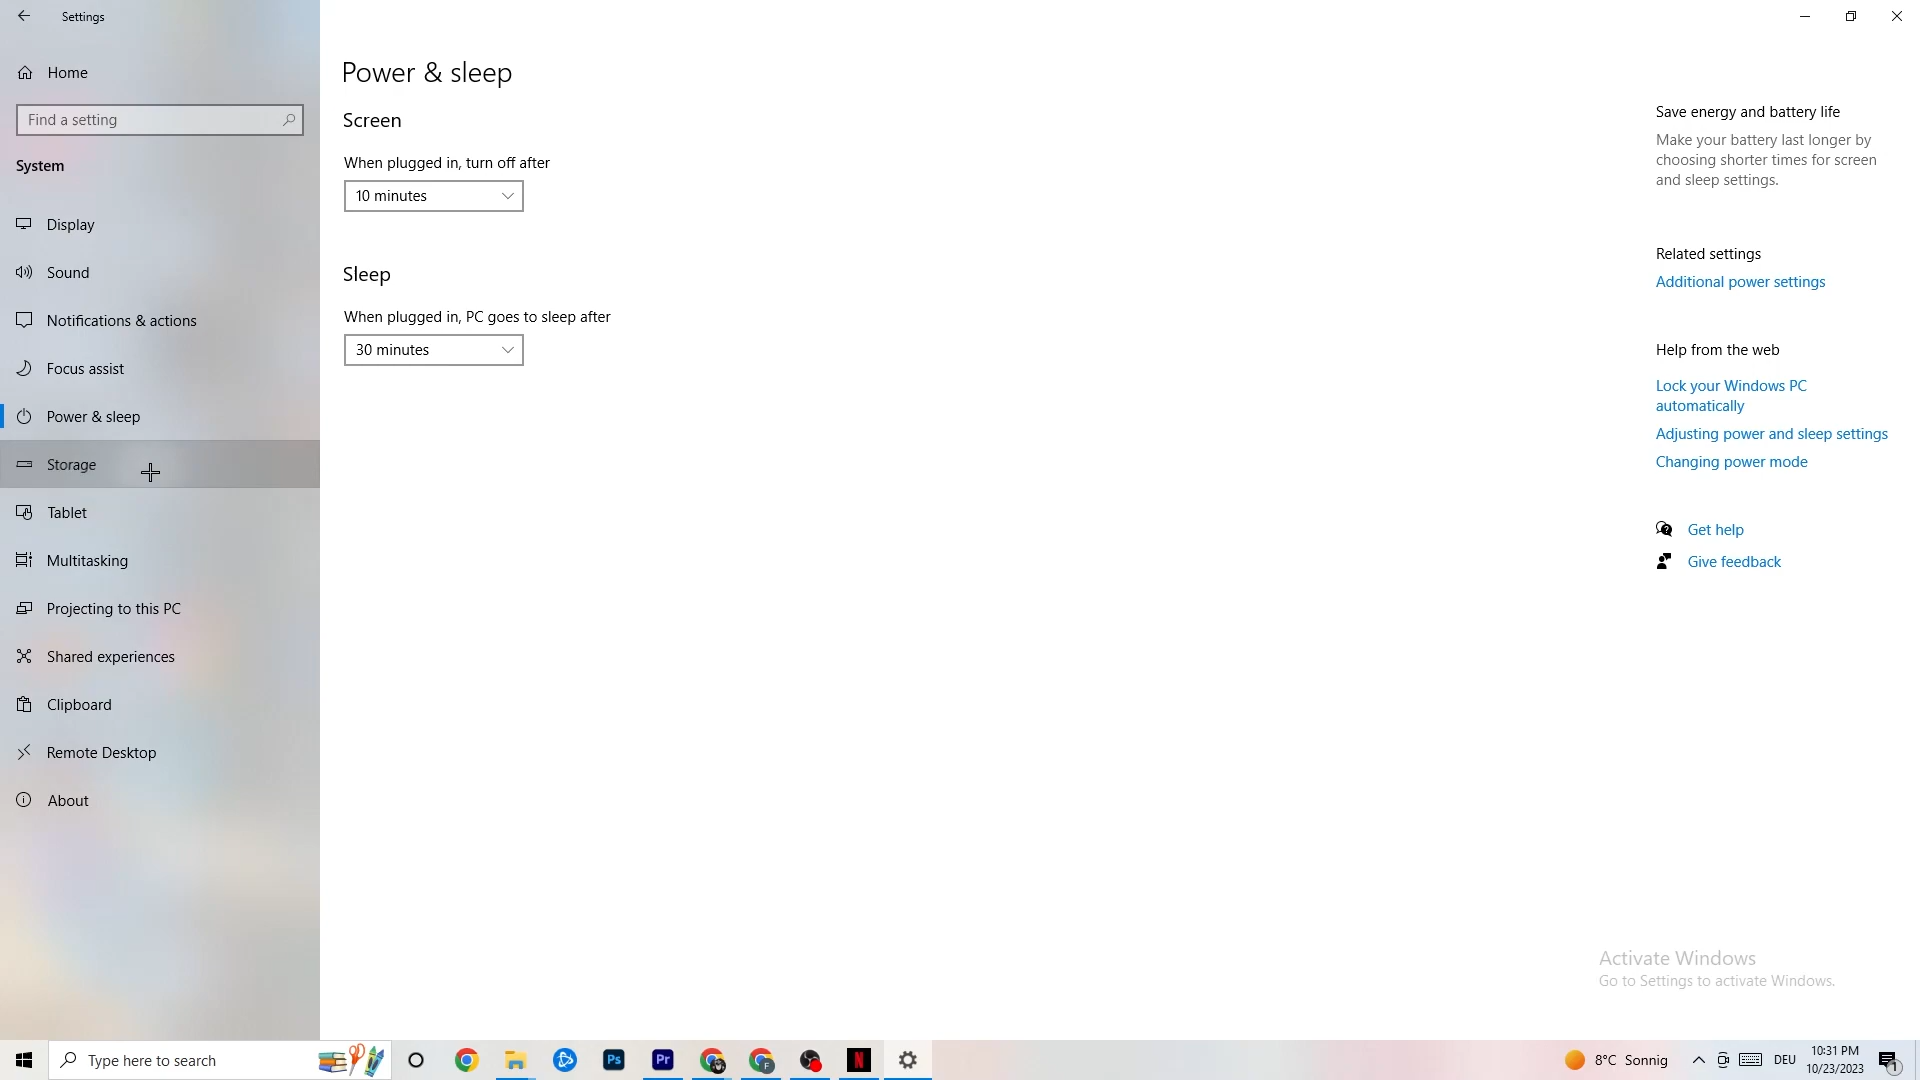 Settings
Home
Find a setting
System
Display
Sound
Notifications & actions
Focus assist
Power & sleep
Storage
Tablet
Multitasking
Projecting to this PC
Shared experiences
Clipboard
Remote Desktop
About
Power & sleep
Screen
When plugged in, turn off after
10 minutes
Sleep
When plugged in, PC goes to sleep after
30 minutes
Save energy and battery life
Make your battery last longer by
choosing shorter times for screen
and sleep settings.
Related settings
Additional power settings
Help from the web
Lock your Windows PC
automatically
Adjusting power and sleep settings
Changing power mode
Get help
Give feedback
Activate Windows
Go to Settings to activate Windows.
Type here to search
Ps
Pr
F
N
8°C Sonnig
DEU
10:31 PM
10/23/2023
1